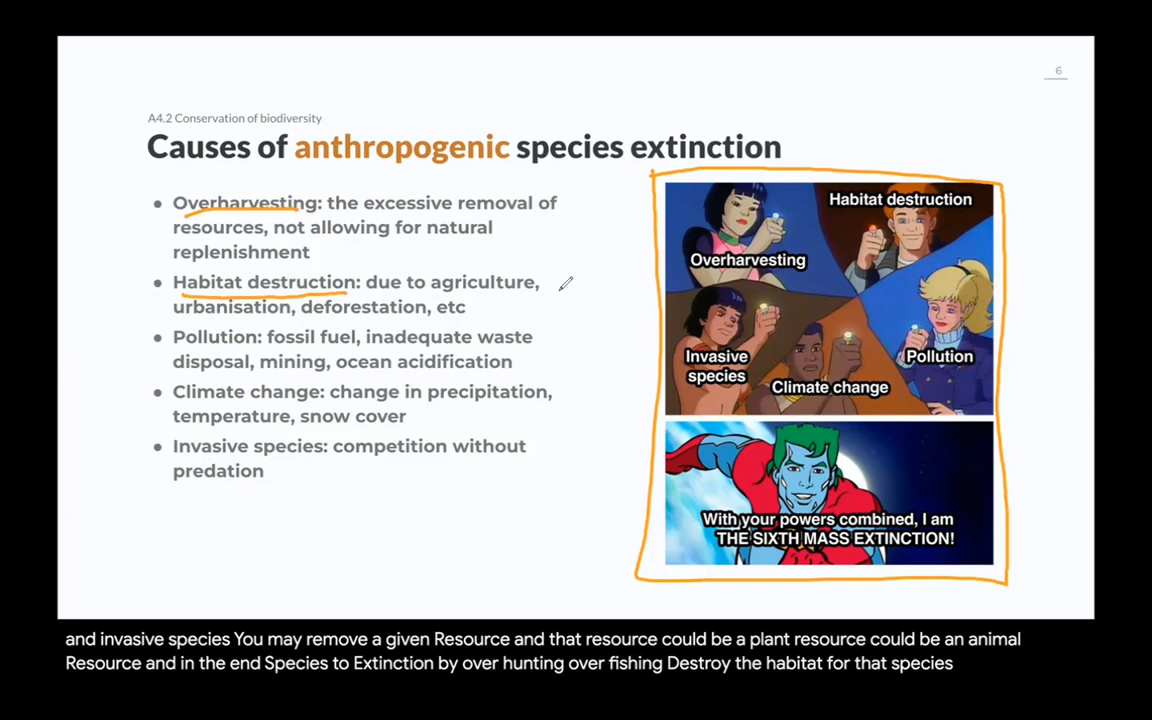 6
A4.2 Conservation of biodiversity
Causes of anthropogenic species extinction
• Overharvesting: the excessive removal of
resources, not allowing for natural
replenishment
• Habitat destruction: due to agriculture,
urbanisation, deforestation, etc
• Pollution: fossil fuel, inadequate waste
disposal, mining, ocean acidification
• Climate change: change in precipitation,
temperature, snow cover
• Invasive species: competition without
predation
Habitat destruction
Overharvesting
Invasive
species
Pollution
Climate change
With your powers combined, I am
THE SIXTH MASS EXTINCTION!
and invasive species You may remove a given Resource and that resource could be a plant resource could be an animal
Resource and in the end Species to Extinction by over hunting over fishing Destroy the habitat for that species